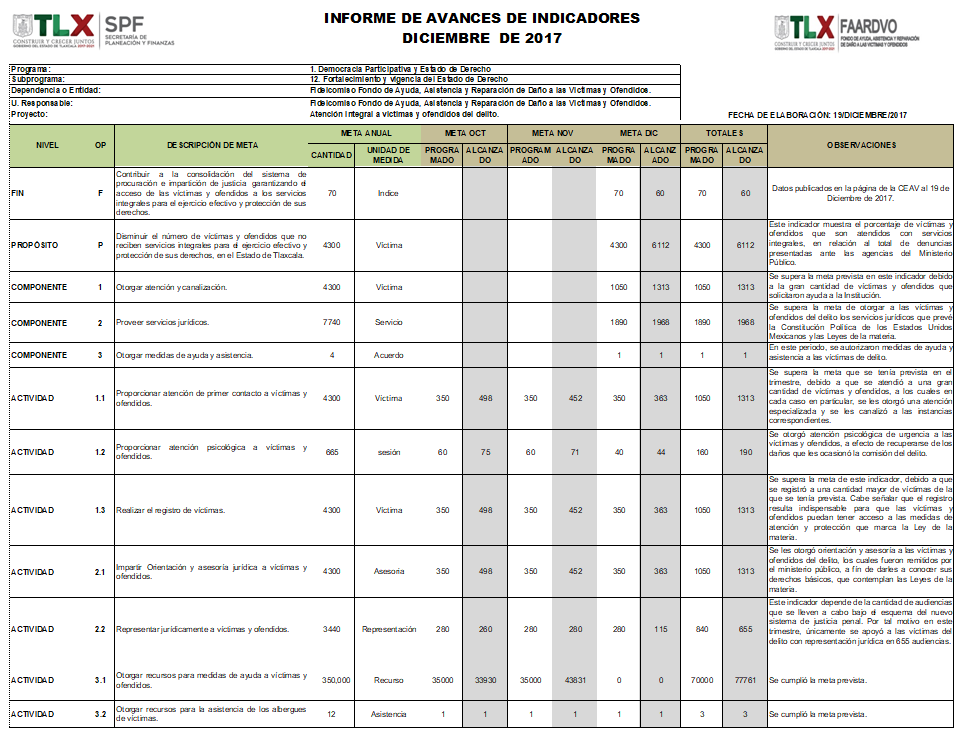 TLX
CONSTRUIR Y CRECER JUNTOS
GOBIERNO DEL ESTADO DE TLAXCALA 2017-2021
SPF
SECRETARÍA DE
PLANEACIÓN Y FINANZAS
INFORME DE AVANCES DE INDICADORES
DICIEMBRE DE 2017
TLX
CONSTRUIR Y CRECER JUNTOS
FAARDVO
FONDO DE AYUDA, ASISTENCIA Y REPARACIÓN
DE DAÑO A LAS VÍCTIMAS Y OFENDIDOS
Programa: 1. Democracia Participativa y Estado de Derecho
Subprograma: 12. Fortalecimiento y vigencia del Estado de Derecho
Dependencia o Entidad: Fideicomiso Fondo de Ayuda, Asistencia y Reparación de Daño a las Víctimas y Ofendidos.
U. Responsable: Fideicomiso Fondo de Ayuda, Asistencia y Reparación de Daño a las Víctimas y Ofendidos.
Proyecto: Atención integral a víctimas y ofendidos del delito.
FECHA DE ELABORACIÓN: 19/DICIEMBRE/2017
NIVEL OP DESCRIPCIÓN DE META META ANUAL META OCT META NOV META DIC TOTALES OBSERVACIONES
CANTIDAD UNIDAD DE MEDIDA PROGRAMADO ALCANZADO PROGRAMADO ALCANZADO PROGRAMADO ALCANZADO PROGRAMADO ALCANZADO
FIN F
Contribuir a la consolidación del sistema de
procuración e impartición de justicia garantizando el
acceso de las víctimas y ofendidos a los servicios
integrales para el ejercicio efectivo y protección de sus
derechos.
70 Indice 70 60 70 60
Datos publicados en la página de la CEAV al 19 de
Diciembre de 2017.
PROPÓSITO P
Disminuir el número de víctimas y ofendidos que no
reciben servicios integrales para el ejercicio efectivo y
protección de sus derechos, en el Estado de Tlaxcala.
4300 Víctima 4300 6112 4300 6112
Este indicador muestra el porcentaje de víctimas y
ofendidos que son atendidos con servicios
integrales, en relación al total de denuncias
presentadas ante las agencias del Ministerio
Público.
COMPONENTE 1 Otorgar atención y canalización. 4300 Víctima 1050 1313 1050 1313
Se supera la meta prevista en este indicador debido
a la gran cantidad de víctimas y ofendidos que
solicitaron ayuda a la Institución.
COMPONENTE 2 Proveer servicios jurídicos. 7740 Servicio 1890 1968 1890 1968
Se supera la meta de otorgar a las víctimas y
ofendidos del delito los servicios jurídicos que prevé
la Constitución Política de los Estados Unidos
Mexicanos y las Leyes de la materia.
COMPONENTE 3 Otorgar medidas de ayuda y asistencia. 4 Acuerdo 1 1 1 1
En este periodo, se autorizaron medidas de ayuda y
asistencia a las víctimas de delito.
ACTIVIDAD 1.1
Proporcionar atención de primer contacto a víctimas y
ofendidos.
4300 Víctima 350 498 350 452 350 363 1050 1313
Se supera la meta que se tenía prevista en el
trimestre, debido a que se atendió a una gran
cantidad de víctimas y ofendidos, a los cuales en
cada caso en particular, se les otorgó una atención
especializada y se les canalizó a las instancias
correspondientes.
ACTIVIDAD 1.2
Proporcionar atención psicológica a víctimas y
ofendidos.
665 sesión 60 75 60 71 40 44 160 190
Se otorgó atención psicológica de urgencia a las
víctimas y ofendidos, a efecto de recuperarse de los
daños que les ocasionó la comisión del delito.
ACTIVIDAD 1.3 Realizar el registro de víctimas. 4300 Víctima 350 498 350 452 350 363 1050 1313
Se supera la meta de este indicador, debido a que
se registró a una cantidad mayor de víctimas de la
que se tenía prevista. Cabe señalar que el registro
resulta indispensable para que las víctimas y
ofendidos puedan tener acceso a las medidas de
atención y protección que marca la Ley de la
materia.
ACTIVIDAD 2.1
Impartir Orientación y asesoría jurídica a víctimas y
ofendidos.
4300 Asesoria 350 498 350 452 350 363 1050 1313
Se les otorgó orientación y asesoría a las víctimas y
ofendidos del delito, los cuales fueron remitidos por
el ministerio público, a fín de darles a conocer sus
derechos básicos, que contemplan las Leyes de la
materia.
ACTIVIDAD 2.2 Representar jurídicamente a víctimas y ofendidos. 3440 Representación 280 260 280 280 280 115 840 655
Este indicador depende de la cantidad de audiencias
que se lleven a cabo bajo el esquema del nuevo
sistema de justicia penal. Por tal motivo en este
trimestre, únicamente se apoyó a las víctimas del
delito con representación jurídica en 655 audiencias.
ACTIVIDAD 3.1
Otorgar recursos para medidas de ayuda a víctimas y
ofendidos.
350,000 Recurso 35000 33930 35000 43831 0 0 70000 77761 Se cumplió la meta prevista.
ACTIVIDAD 3.2
Otorgar recursos para la asistencia de los albergues
de víctimas.
12 Asistencia 1 1 1 1 1 1 3 3 Se cumplió la meta prevista.